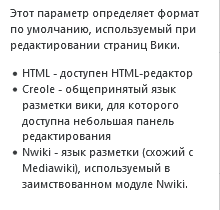 Этот параметр определяет формат
по умолчанию, используемый при
редактировании страниц Вики.
• HTML - доступен HTML-редактор
• Creole - общепринятый язык
разметки вики, для которого
доступна небольшая панель
редактирования
• Nwiki - язык разметки (схожий с
Mediawiki), используемый в
заимствованном модуле Nwiki.